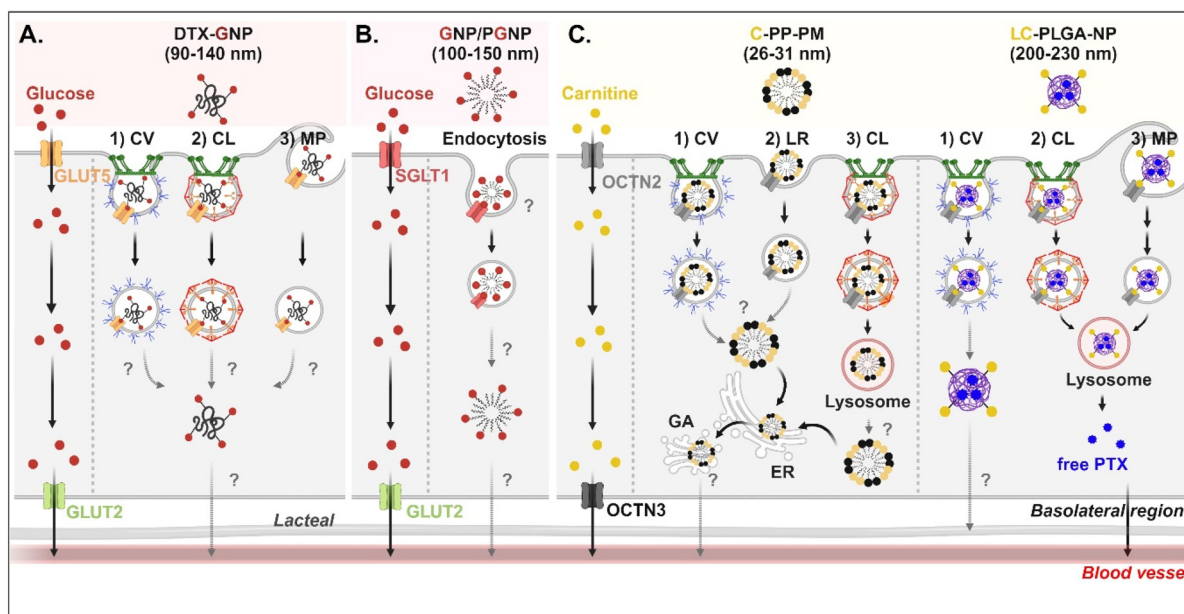 A.
DTX-GNP
(90-140 nm)
Glucose
1) CV
2) CL
3) MP
GLUT5
?
?
?
?
GLUT2
Lacteal
B.
GNP/PGNP
(100-150 nm)
Glucose
Endocytosis
SGLT1
?
?
?
GLUT2
C.
C-PP-PM
(26-31 nm)
LC-PLGA-NP
(200-230 nm)
Carnitine
1) CV
2) LR
3) CL
1) CV
2) CL
3) MP
OCTN2
?
Lysosome
Lysosome
?
GA
ER
free PTX
?
?
OCTN3
Basolateral region
Blood vesse